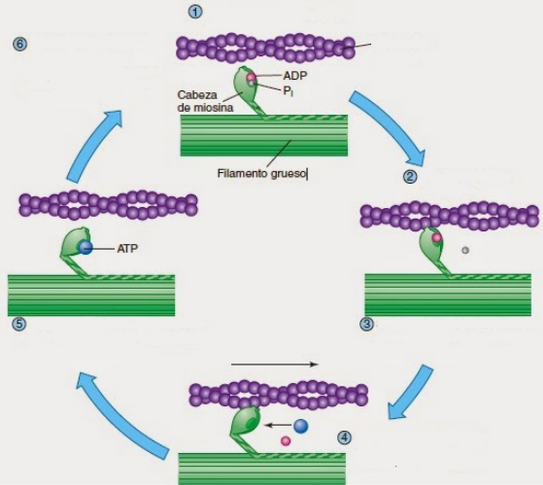 1
6
ADP
Pi
Cabeza
de miosina
Filamento grueso
2
ATP
5
3
4